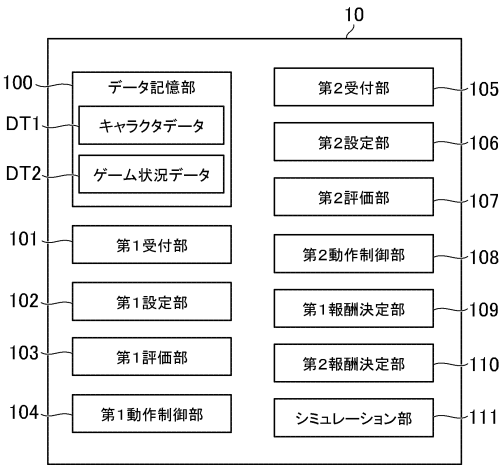 10
100
データ記憶部
DT1
キャラクタデータ
DT2
ゲーム状況データ
101
第1受付部
102
第1設定部
103
第1評価部
104
第1動作制御部
第2受付部
105
第2設定部
106
第2評価部
107
第2動作制御部
108
第1報酬決定部
109
第2報酬決定部
110
シミュレーション部
111